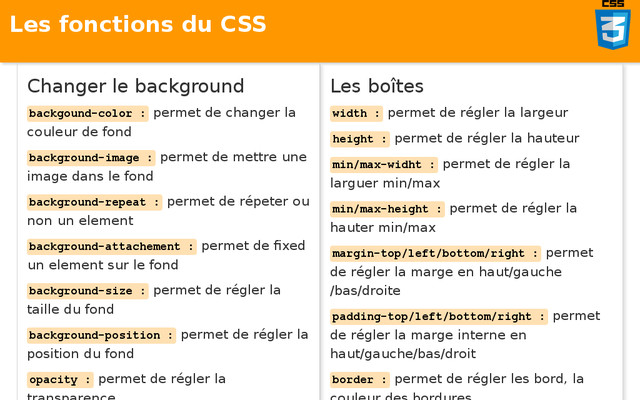 Les fonctions du CSS
CSS
3
Changer le background
backgound-color : permet de changer la
couleur de fond
background-image : permet de mettre une
image dans le fond
background-repeat : permet de répeter ou
non un element
background-attachement : permet de fixed
un element sur le fond
background-size : permet de régler la
taille du fond
background-position : permet de régler la
position du fond
opacity : permet de régler la
transparence
Les boîtes
width : permet de régler la largeur
height : permet de régler la hauteur
min/max-widht : permet de régler la
larguer min/max
min/max-height : permet de régler la
hauter min/max
margin-top/left/bottom/right : permet
de régler la marge en haut/gauche
/bas/droite
padding-top/left/bottom/right : permet
de régler la marge interne en
haut/gauche/bas/droit
border : permet de régler les bord, la
couleur des bordures